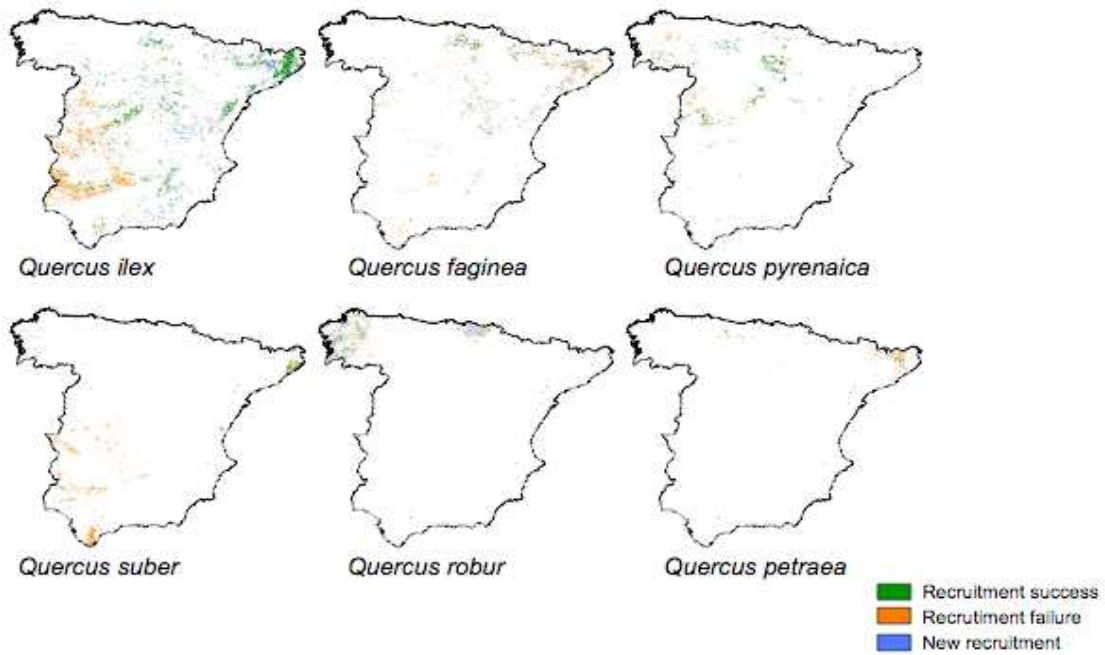 Quercus ilex
Quercus faginea
Quercus pyrenaica
Quercus suber
Quercus robur
Quercus petraea
Recruitment success
Recrutiment failure
New recruitment